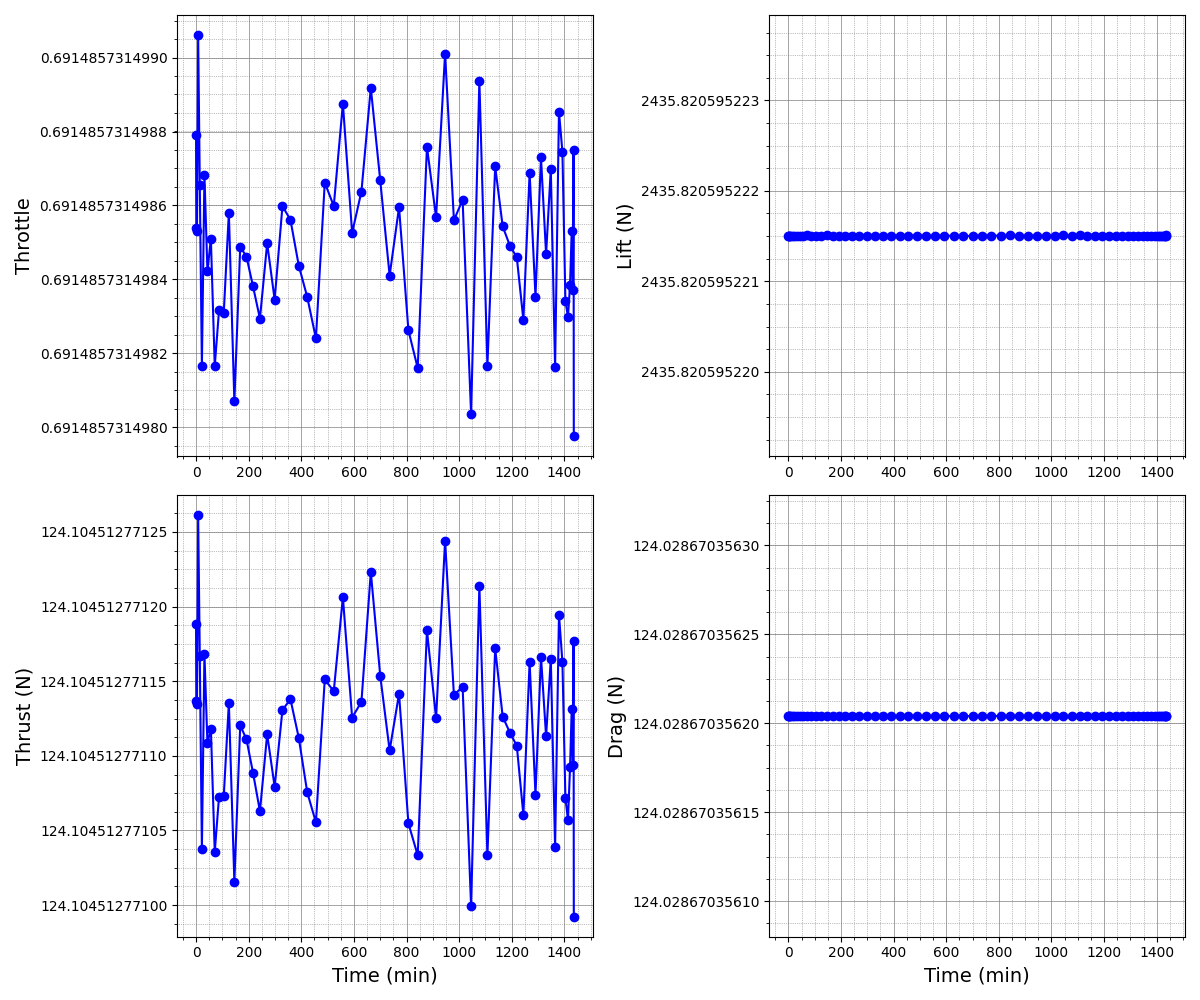 Throttle
0.6914857314990
0.6914857314988
0.6914857314986
0.6914857314984
0.6914857314982
0.6914857314980
0 200 400 600 800 1000 1200 1400
Lift (N)
2435.820595223
2435.820595222
2435.820595221
2435.820595220
0 200 400 600 800 1000 1200 1400
Thrust (N)
124.10451277125
124.10451277120
124.10451277115
124.10451277110
124.10451277105
124.10451277100
0 200 400 600 800 1000 1200 1400
Time (min)
Drag (N)
124.02867035630
124.02867035625
124.02867035620
124.02867035615
124.02867035610
0 200 400 600 800 1000 1200 1400
Time (min)